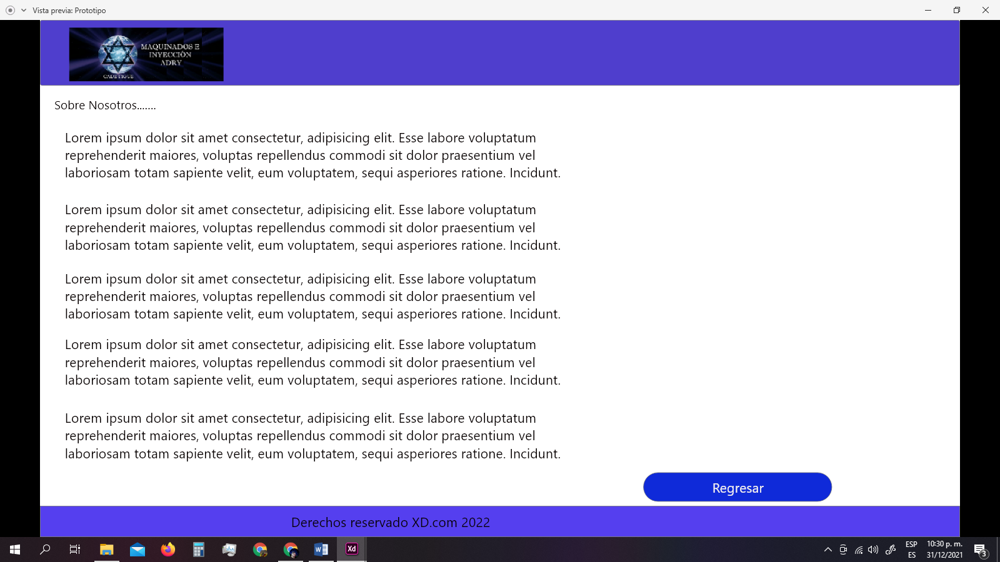 Vista previa: Prototipo
MAQUINADOS E
INYECCIÓN
ADRY
CADEFIGUE
Sobre Nosotros.......
Lorem ipsum dolor sit amet consectetur, adipisicing elit. Esse labore voluptatum
reprehenderit maiores, voluptas repellendus commodi sit dolor praesentium vel
laboriosam totam sapiente velit, eum voluptatem, sequi asperiores ratione. Incidunt.
Lorem ipsum dolor sit amet consectetur, adipisicing elit. Esse labore voluptatum
reprehenderit maiores, voluptas repellendus commodi sit dolor praesentium vel
laboriosam totam sapiente velit, eum voluptatem, sequi asperiores ratione. Incidunt.
Lorem ipsum dolor sit amet consectetur, adipisicing elit. Esse labore voluptatum
reprehenderit maiores, voluptas repellendus commodi sit dolor praesentium vel
laboriosam totam sapiente velit, eum voluptatem, sequi asperiores ratione. Incidunt.
Lorem ipsum dolor sit amet consectetur, adipisicing elit. Esse labore voluptatum
reprehenderit maiores, voluptas repellendus commodi sit dolor praesentium vel
laboriosam totam sapiente velit, eum voluptatem, sequi asperiores ratione. Incidunt.
Lorem ipsum dolor sit amet consectetur, adipisicing elit. Esse labore voluptatum
reprehenderit maiores, voluptas repellendus commodi sit dolor praesentium vel
laboriosam totam sapiente velit, eum voluptatem, sequi asperiores ratione. Incidunt.
Regresar
Derechos reservado XD.com 2022
Xd
ESP
ES
10:30 p. m.
31/12/2021
3